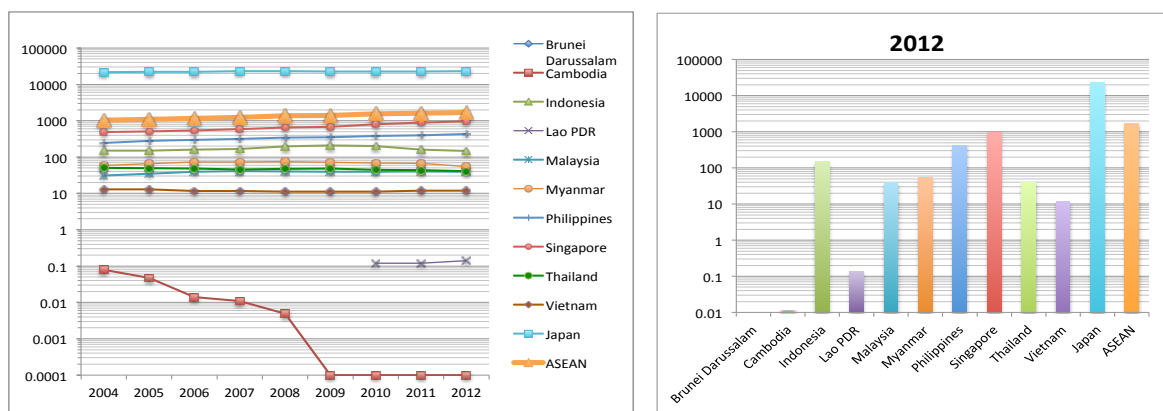 100000
10000
1000
100
10
1
0.1
0.01
0.001
0.0001
2004 2005 2006 2007 2008 2009 2010 2011 2012
Brunei
Darussalam
Cambodia
Indonesia
Lao PDR
Malaysia
Myanmar
Philippines
Singapore
Thailand
Vietnam
Japan
ASEAN
2012
100000
10000
1000
100
10
1
0.1
0.01
Brunei Darussalam
Cambodia
Indonesia
Lao PDR
Malaysia
Myanmar
Philippines
Singapore
Thailand
Vietnam
Japan
ASEAN